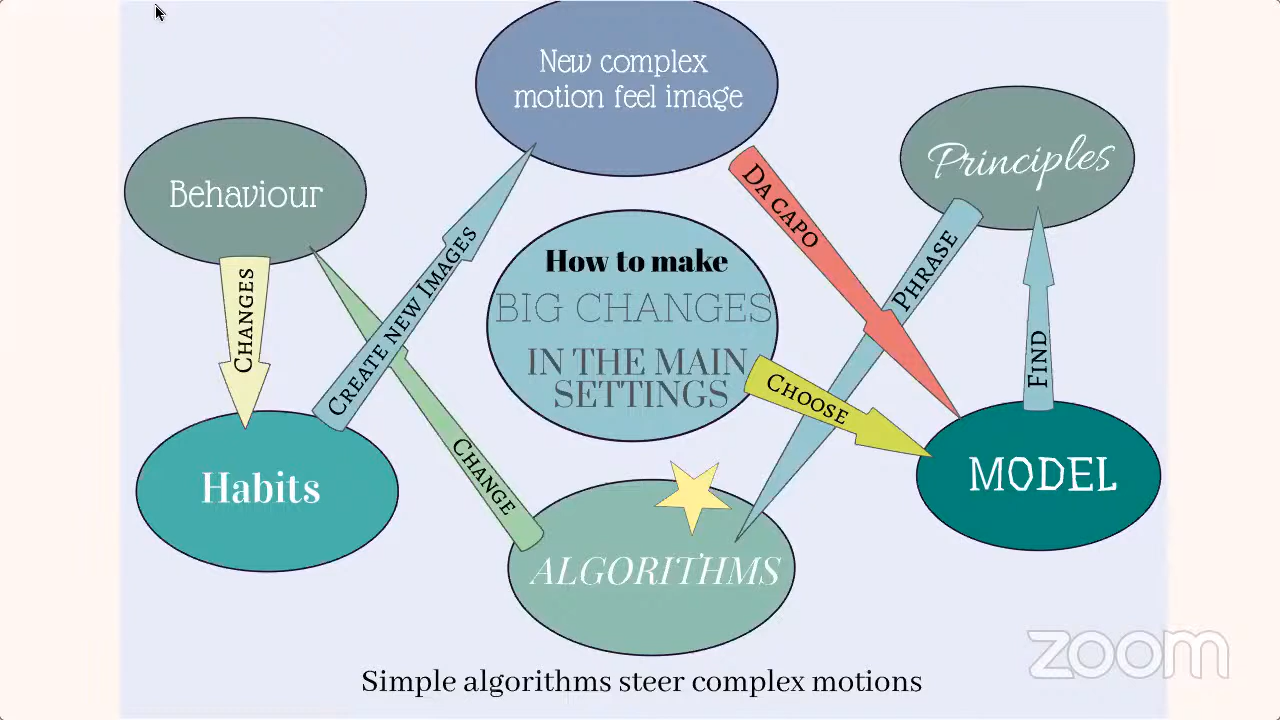 New complex
motion feel image
Principles
Behaviour
DA CAPO
PHRASE
CHANGES
CREATE NEW IMAGES
How to make
BIG CHANGES
IN THE MAIN
SETTINGS
FIND
CHOOSE
CHANGE
Habits
MODEL
ALGORITHMS
zoom
Simple algorithms steer complex motions